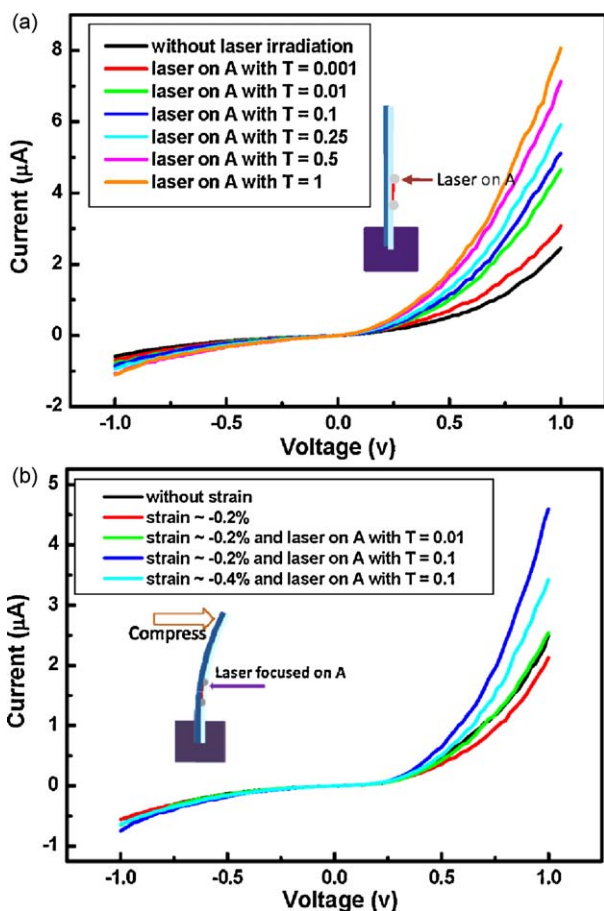 (a)
without laser irradiation
laser on A with T = 0.001
laser on A with T = 0.01
laser on A with T = 0.1
laser on A with T = 0.25
laser on A with T = 0.5
laser on A with T = 1
Laser on A
Current (μA)
8
6
4
2
0
-2
-1.0
-0.5
0.0
0.5
1.0
Voltage (v)
(b)
without strain
strain ~ -0.2%
strain ~ -0.2% and laser on A with T = 0.01
strain ~ -0.2% and laser on A with T = 0.1
strain ~ -0.4% and laser on A with T = 0.1
Compress
Laser focused on A
Current (μA)
5
4
3
2
1
0
-1
-1.0
-0.5
0.0
0.5
1.0
Voltage (v)